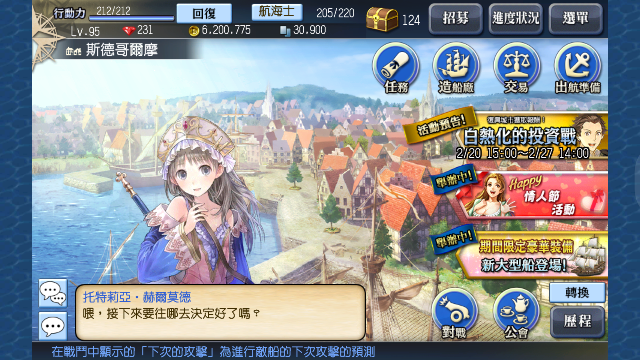 行動力 212/212
回復
航海士
205/220
124
招募
進度狀況
選單
Lv.95
231
6,200,775
30,900
斯德哥爾摩
任務
造船廠
交易
出航準備
活動預告!
白熱化的投資戰
2/20 15:00～2/27 14:00
舉辦中!
Happy
情人節
活動
舉辦中!
期間限定豪華裝備
新大型船登場!
托特莉亞·赫爾莫德
喂，接下來要往哪去決定好了嗎？
對戰
公會
轉換
歷程
在戰鬥中顯示的「下次的攻擊」為進行敵船的下次攻擊的預測